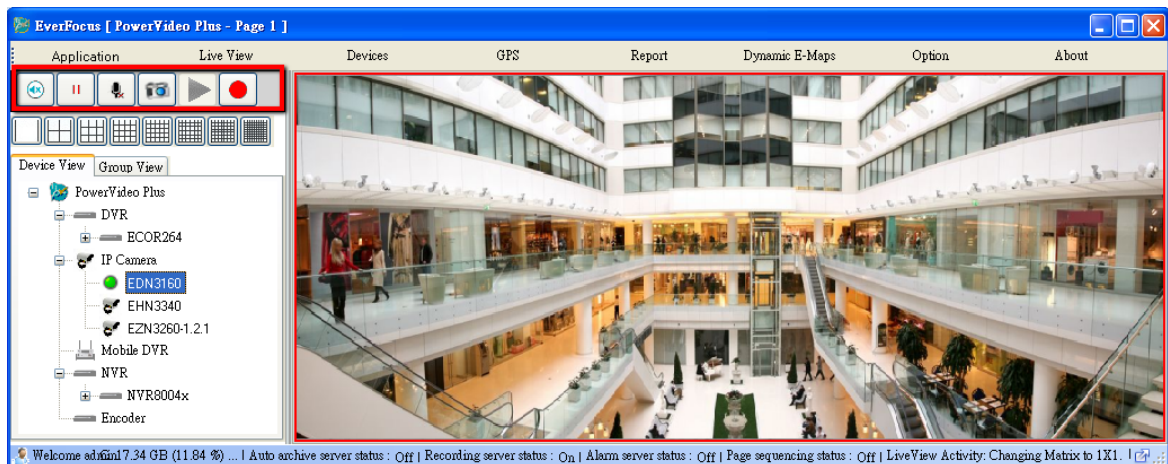 EverFocus [ PowerVideo Plus - Page 1 ]
Application Live View Devices GPS Report Dynamic E-Maps Option About
Device View Group View
PowerVideo Plus
DVR
ECOR264
IP Camera
EDN3160
EHN3340
EZN3260-1.2.1
Mobile DVR
NVR
NVR8004x
Encoder
Welcome admin17.34 GB (11.84 %) ... | Auto archive server status : Off | Recording server status : On | Alarm server status : Off | Page sequencing status : Off | LiveView Activity: Changing Matrix to 1X1. |